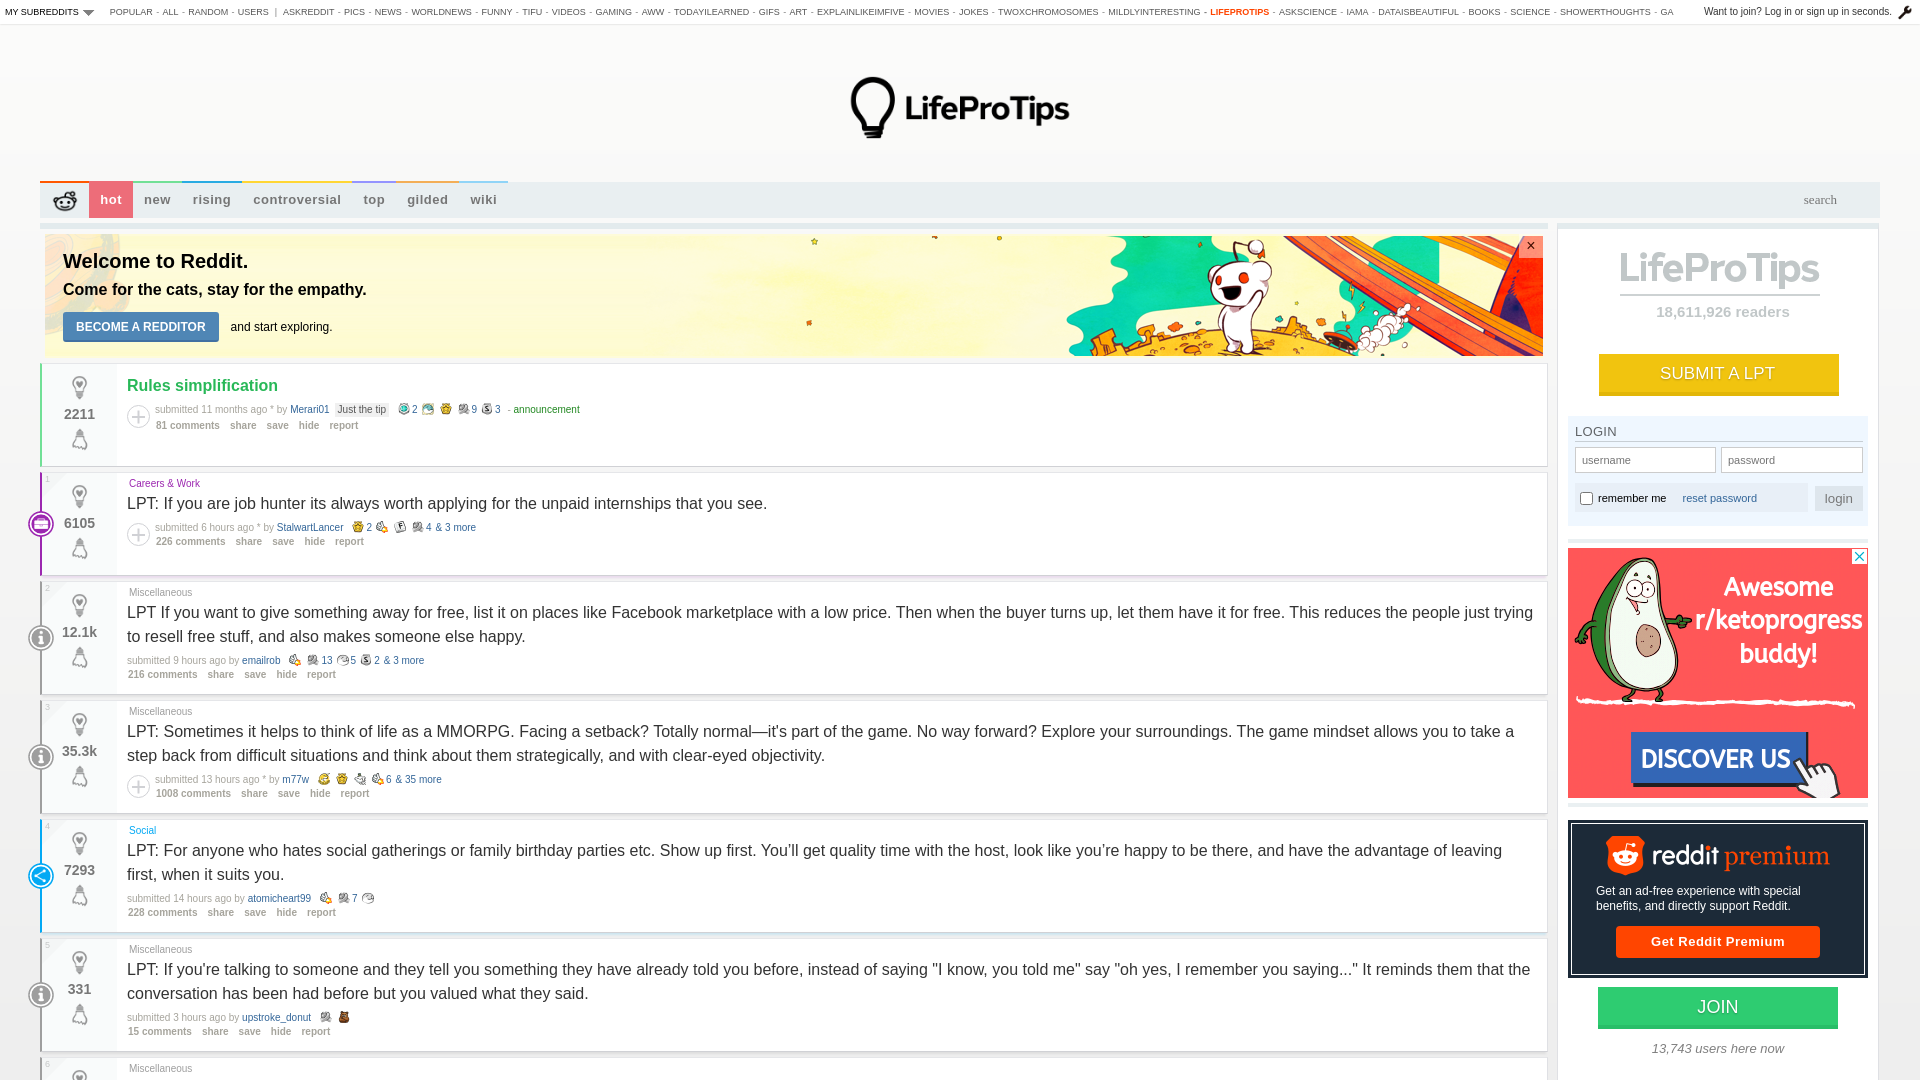 MY SUBREDDITS POPULAR - ALL - RANDOM - USERS | ASKREDDIT - PICS - NEWS - WORLDNEWS - FUNNY - TIFU - VIDEOS - GAMING - AWW - TODAYILEARNED - GIFS - ART - EXPLAINLIKEIMFIVE - MOVIES - JOKES - TWOXCHROMOSOMES - MILDLYINTERESTING - LIFEPROTIPS - ASKSCIENCE - IAMA - DATAISBEAUTIFUL - BOOKS - SCIENCE - SHOWERTHOUGHTS - GA Want to join? Log in or sign up in seconds.
LifeProTips
hot new rising controversial top gilded wiki search
Welcome to Reddit.
Come for the cats, stay for the empathy.
BECOME A REDDITOR and start exploring.
×
Rules simplification
2211
submitted 11 months ago * by Merari01 Just the tip 2 9 3 - announcement
81 comments share save hide report
1
Careers & Work
LPT: If you are job hunter its always worth applying for the unpaid internships that you see.
6105
submitted 6 hours ago * by StalwartLancer 2 4 & 3 more
226 comments share save hide report
2
Miscellaneous
LPT If you want to give something away for free, list it on places like Facebook marketplace with a low price. Then when the buyer turns up, let them have it for free. This reduces the people just trying
12.1k
to resell free stuff, and also makes someone else happy.
submitted 9 hours ago by emailrob 13 5 2 & 3 more
216 comments share save hide report
3
Miscellaneous
LPT: Sometimes it helps to think of life as a MMORPG. Facing a setback? Totally normal—it's part of the game. No way forward? Explore your surroundings. The game mindset allows you to take a
35.3k
step back from difficult situations and think about them strategically, and with clear-eyed objectivity.
submitted 13 hours ago * by m77w 6 & 35 more
1008 comments share save hide report
4
Social
LPT: For anyone who hates social gatherings or family birthday parties etc. Show up first. You’ll get quality time with the host, look like you’re happy to be there, and have the advantage of leaving
7293
first, when it suits you.
submitted 14 hours ago by atomicheart99 7
228 comments share save hide report
5
Miscellaneous
LPT: If you're talking to someone and they tell you something they have already told you before, instead of saying "I know, you told me" say "oh yes, I remember you saying..." It reminds them that the
331
conversation has been had before but you valued what they said.
submitted 3 hours ago by upstroke_donut
15 comments share save hide report
6
Miscellaneous
LifeProTips
18,611,926 readers
SUBMIT A LPT
LOGIN
username password
remember me reset password login
Awesome
r/ketoprogress
buddy!
DISCOVER US
reddit premium
Get an ad-free experience with special
benefits, and directly support Reddit.
Get Reddit Premium
JOIN
13,743 users here now